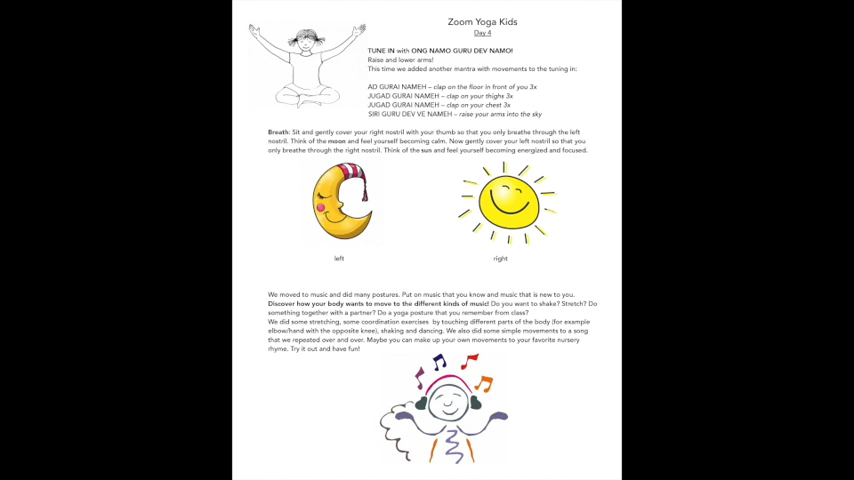 Zoom Yoga Kids
Day 4
TUNE IN with ONG NAMO GURU DEV NAMO!
Raise and lower arms!
This time we added another mantra with movements to the tuning in:
AD GURAI NAMEH – clap on the floor in front of you 3x
JUGAD GURAI NAMEH – clap on your thighs 3x
JUGAD GURAI NAMEH – clap on your chest 3x
SIRI GURU DEV VE NAMEH – raise your arms into the sky
Breath: Sit and gently cover your right nostril with your thumb so that you only breathe through the left
nostril. Think of the moon and feel yourself becoming calm. Now gently cover your left nostril so that you
only breathe through the right nostril. Think of the sun and feel yourself becoming energized and focused.
left
right
We moved to music and did many postures. Put on music that you know and music that is new to you.
Discover how your body wants to move to the different kinds of music! Do you want to shake? Stretch? Do
something together with a partner? Do a yoga posture that you remember from class?
We did some stretching, some coordination exercises by touching different parts of the body (for example
elbow/hand with the opposite knee), shaking and dancing. We also did some simple movements to a song
that we repeated over and over. Maybe you can make up your own movements to your favorite nursery
rhyme. Try it out and have fun!